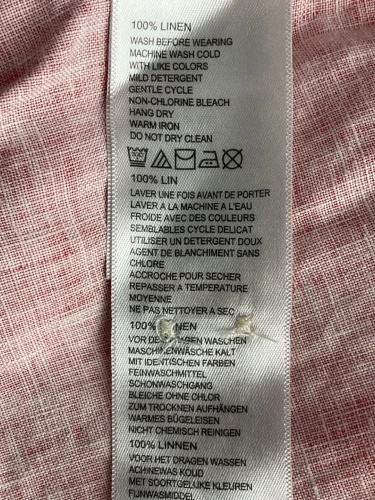 100% LINEN
WASH BEFORE WEARING
MACHINE WASH COLD
WITH LIKE COLORS
MILD DETERGENT
GENTLE CYCLE
NON-CHLORINE BLEACH
HANG DRY
WARM IRON
DO NOT DRY CLEAN
100% LIN
LAVER UNE FOIS AVANT DE PORTER
LAVER A LA MACHINE A L'EAU
FROIDE AVEC DES COULEURS
SEMBLABLES CYCLE DELICAT
UTILISER UN DETERGENT DOUX
AGENT DE BLANCHIMENT SANS
CHLORE
ACCROCHE POUR SECHER
REPASSER A TEMPERATURE
MOYENNE
NE PAS NETTOYER A SEC
100% NEN
VOR DE WASCHEN
MASCHINENWÄSCHE KALT
MIT IDENTISCHEN FARBEN
FEINWASCHMITTEL
SCHONWASCHGANG
BLEICHE OHNE CHLOR
ZUM TROCKNEN AUFHÄNGEN
WARMES BÜGELEISEN
NICHT CHEMISCH REINIGEN
100% LINNEN
VOOR HET DRAGEN WASSEN
ACHINEWAS KOUD
MET SOORTGELIJKE KLEUREN
FIJNWASMIDDEL